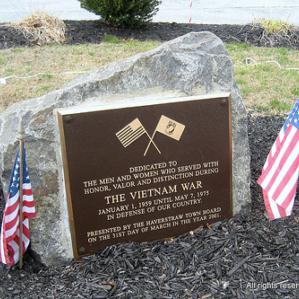 DEDICATED TO
THE MEN AND WOMEN WHO SERVED WITH
HONOR, VALOR AND DISTINCTION DURING
THE VIETNAM WAR
JANUARY 1, 1959 UNTIL MAY 7, 1975
IN DEFENSE OF OUR COUNTRY.
PRESENTED BY THE HAVERSTRAW TOWN BOARD
ON THE 31ST DAY OF MARCH IN THE YEAR 2001.
All rights reserved